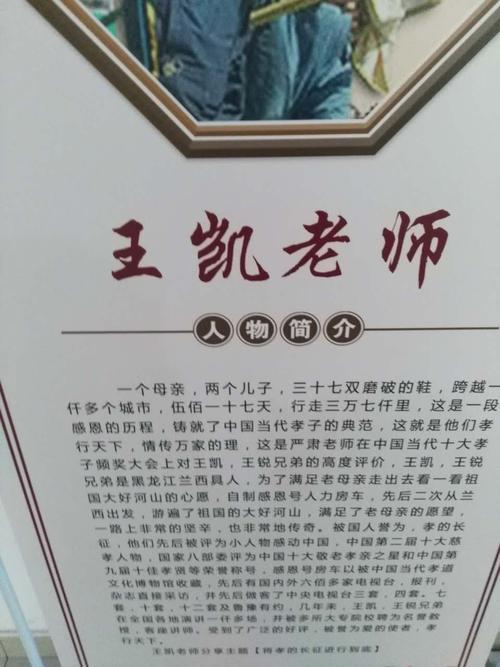 王凯老师
人物简介
一个母亲，两个儿子，三十七双磨破的鞋，跨越一
仟多个城市，伍佰一十七天，行走三万七仟里，这是一段
感恩的历程，铸就了中国当代孝子的典范，这就是他们孝
行天下，情传万家的理，这是严肃老师在中国当代十大孝
子颁奖大会上对王凯，王锐兄弟的高度评价，王凯，王锐
兄弟是黑龙江兰西具人，为了满足老母亲走出去看一看祖
国大好河山的心愿，自制感恩号人力房车，先后二次从兰
西出发，游遍了祖国的大好河山，满足了老母亲的愿望，
一路上非常的坚辛，也非常地传奇。被国人誉为，孝的长
征，他们先后被评为小人物感动中国，中国第二届十大慈
孝人物，国家八部委评为中国十大敬老孝亲之星和中国第
九届十佳孝贤等荣誉称号，感恩号房车以被中国当代孝道
文化博物馆收藏，先后有国内外六佰多家电视台，报刊，
杂志直接采访，并先后做客了中央电视台三套，四套。七
套，十套，十二套及鲁豫有约，几年来，王凯，王锐兄弟
在全国各地演讲一仟多场，并被多所大专院校聘为名誉教
授，客座讲师。受到了广泛的好评，被誉为爱的使者，孝
行天下。
王凯老师分享主题【两孝的长征进行到底】